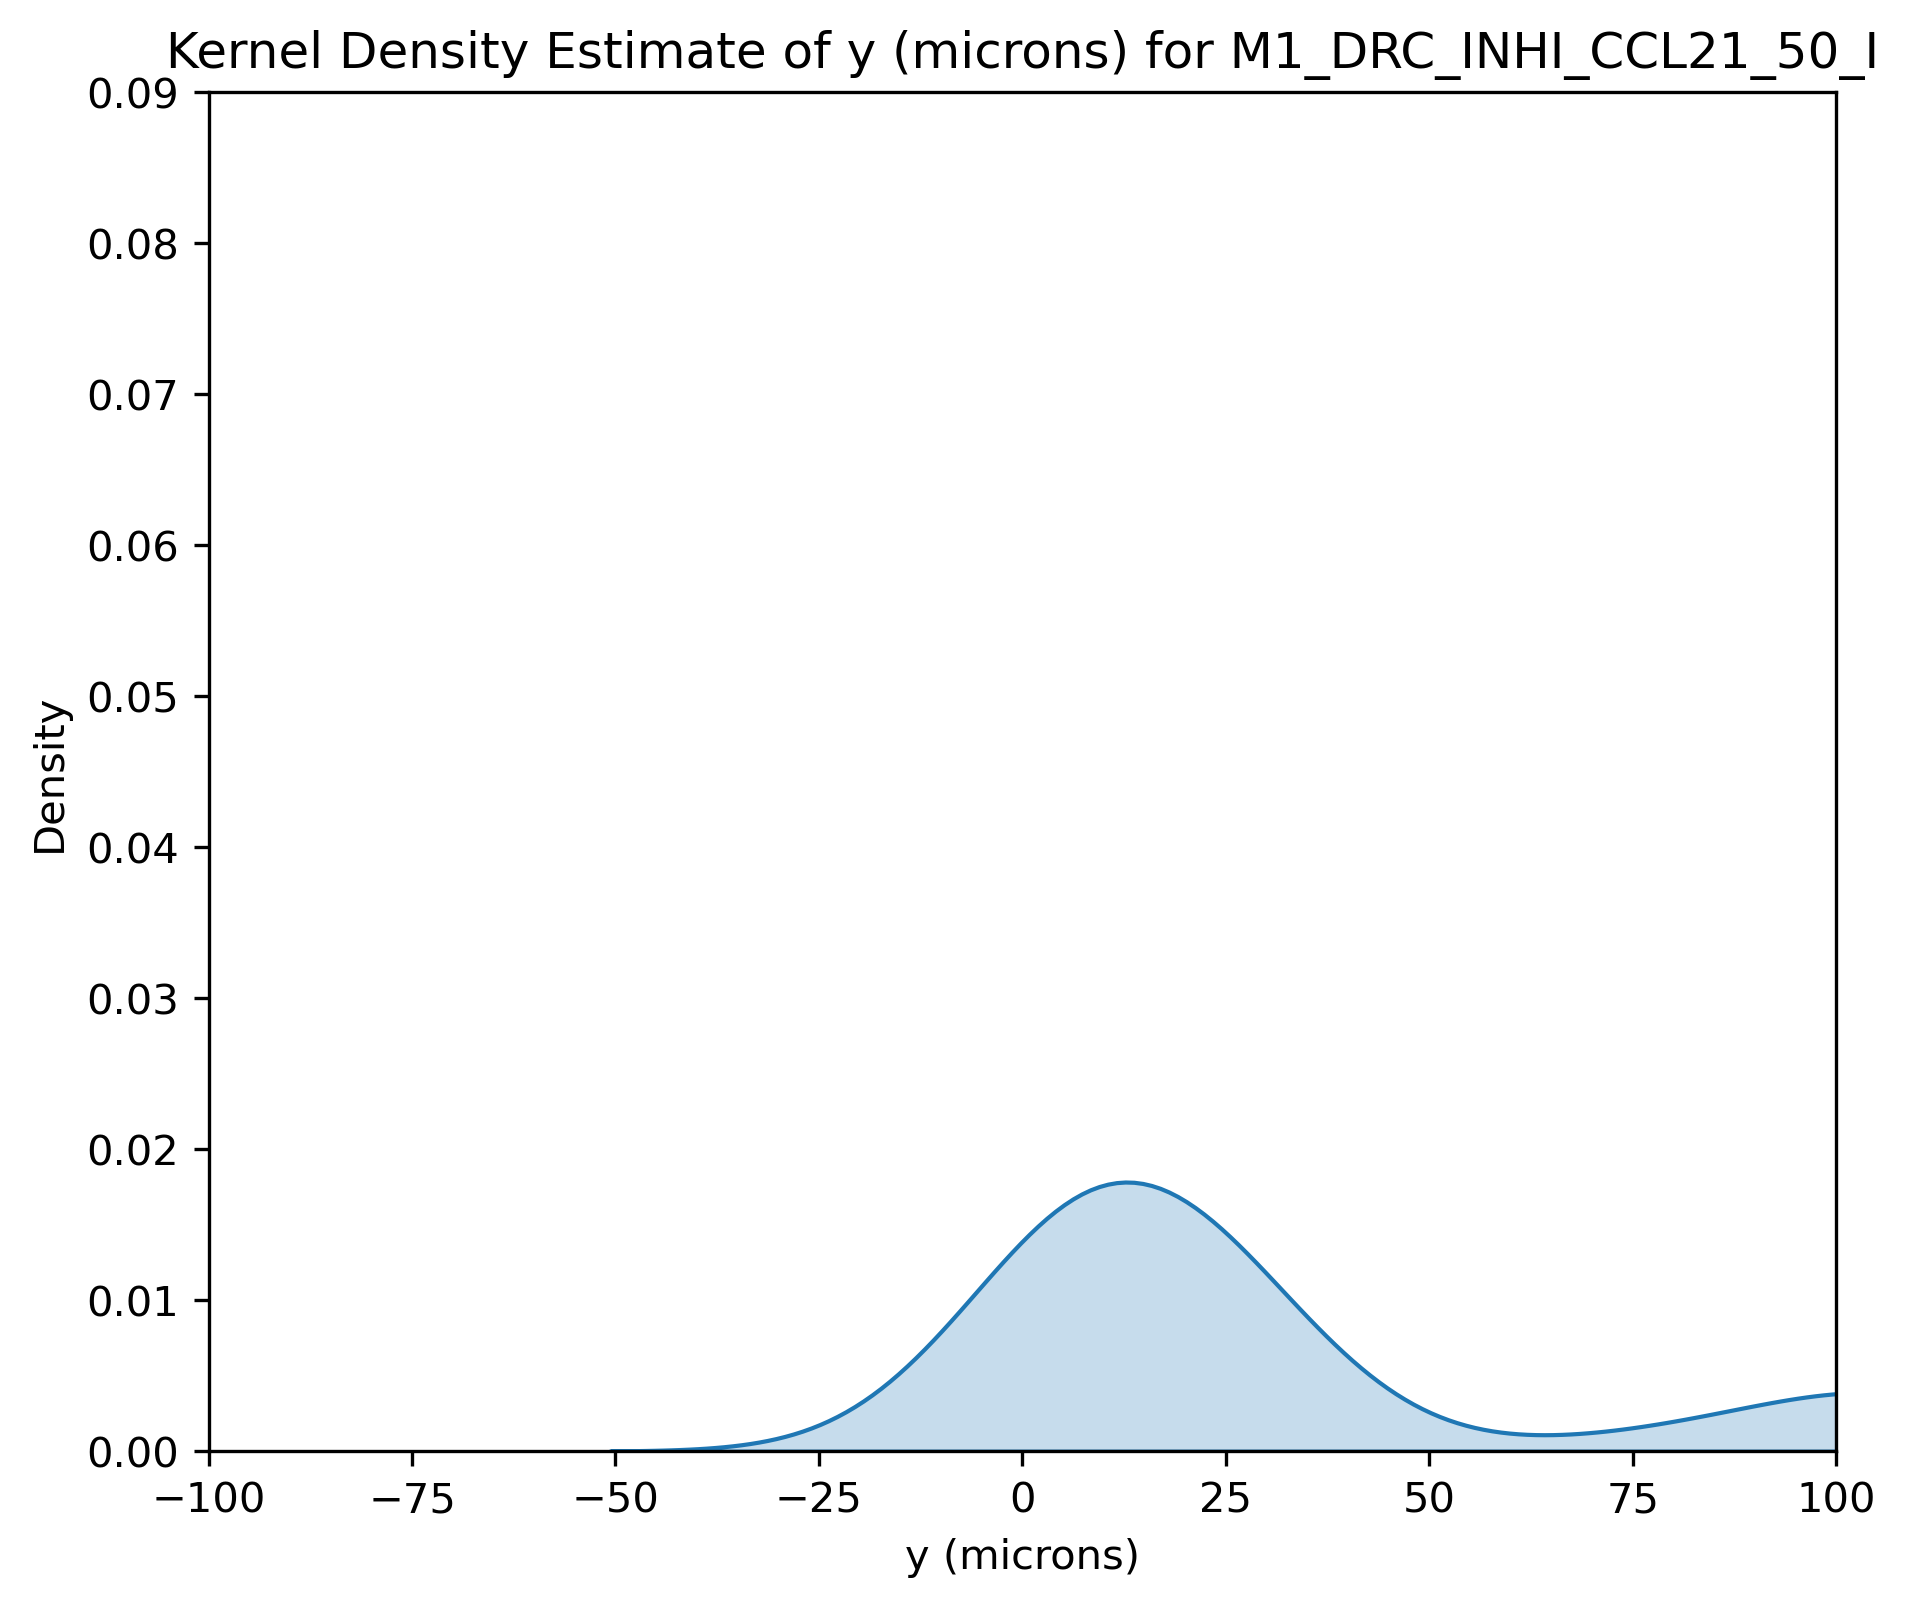 Kernel Density Estimate of y (microns) for M1_DRC_INHI_CCL21_50_I
0.09
0.08
0.07
0.06
0.05
0.04
0.03
0.02
0.01
0.00
Density
−100 −75 −50 −25 0 25 50 75 100
y (microns)